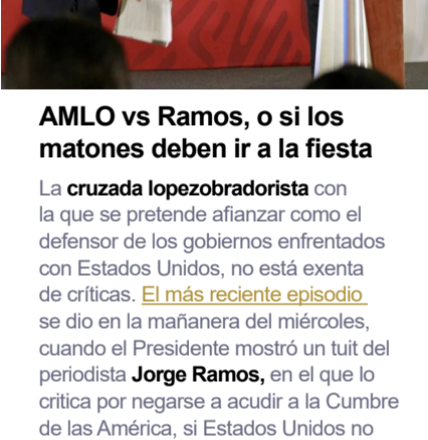 AMLO vs Ramos, o si los
matones deben ir a la fiesta
La cruzada lopezobradorista con
la que se pretende afianzar como el
defensor de los gobiernos enfrentados
con Estados Unidos, no está exenta
de críticas. El más reciente episodio
se dio en la mañanera del miércoles,
cuando el Presidente mostró un tuit del
periodista Jorge Ramos, en el que lo
critica por negarse a acudir a la Cumbre
de las América, si Estados Unidos no